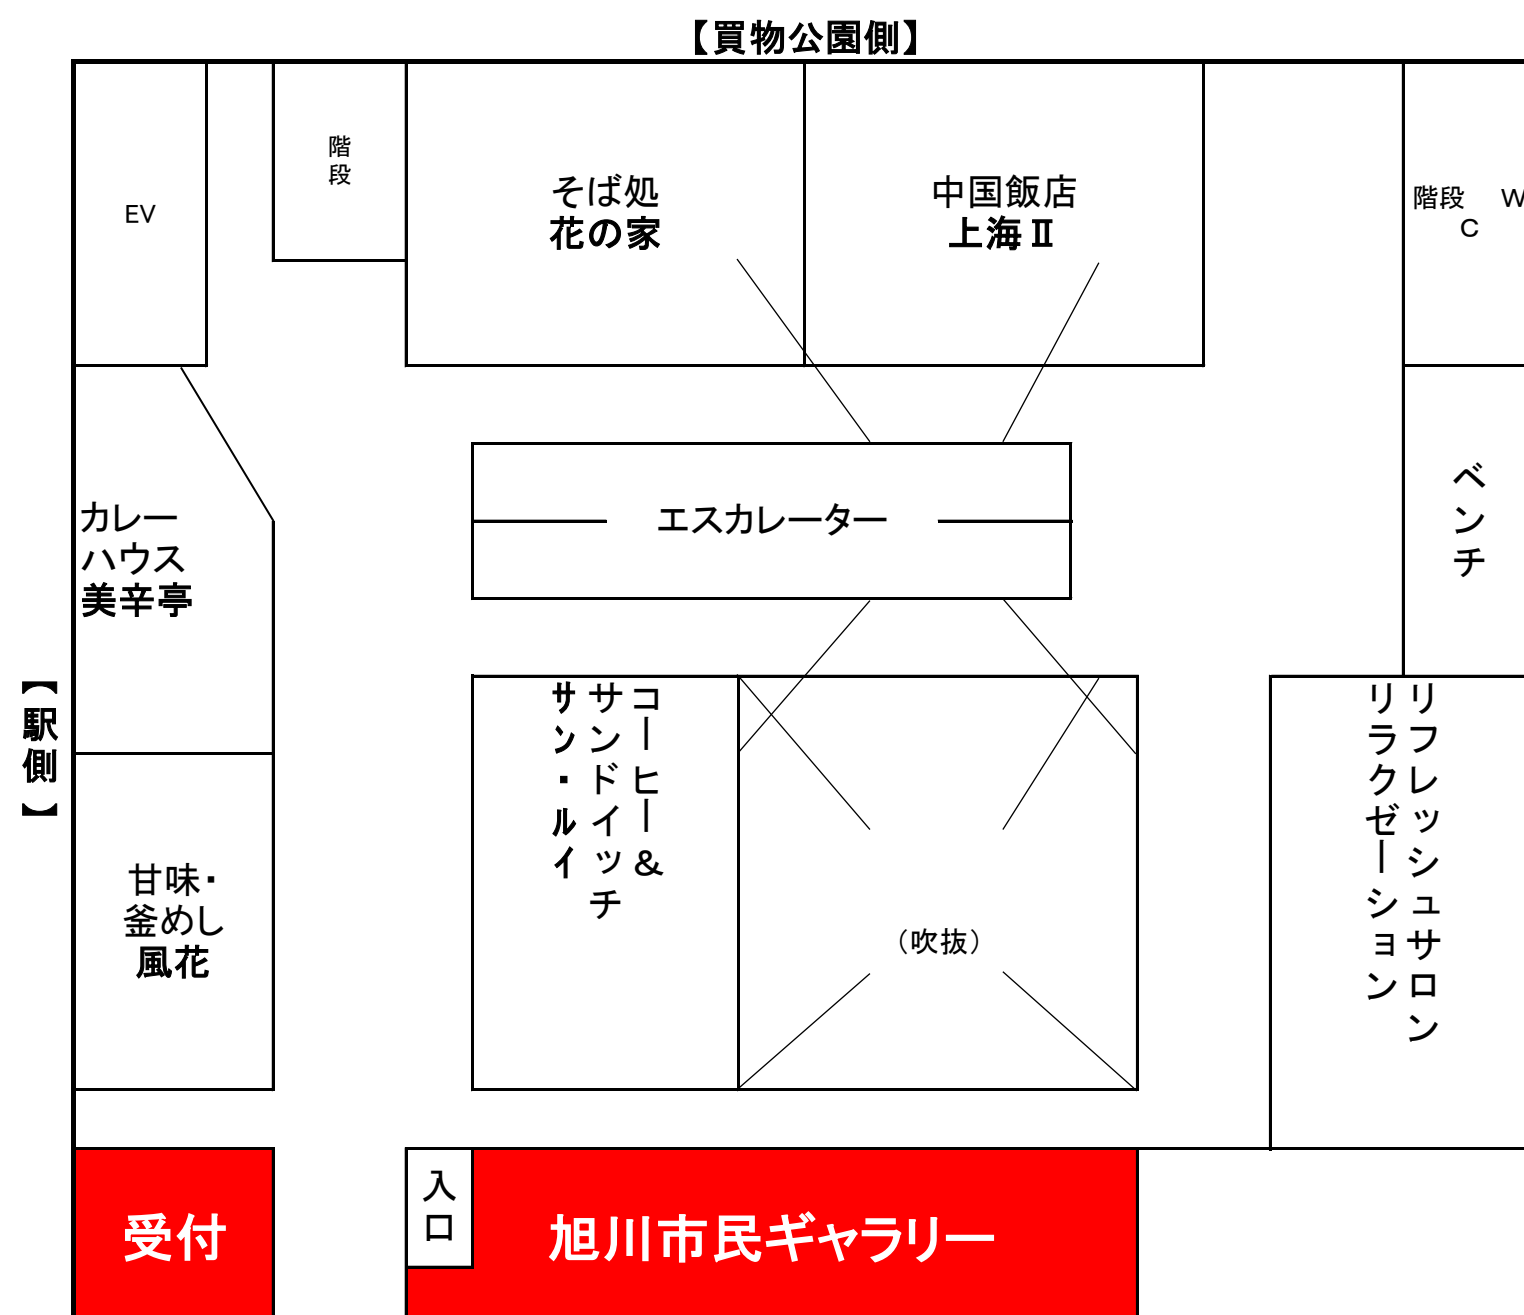 【買物公園側】
EV
階
段
そば処
花の家
中国飯店
上海Ⅱ
階段　W
C
カレー
ハウス
美辛亭
エスカレーター
ベンチ
【駅側】
甘味・
釜めし
風花
コーヒー＆
サンドイッチ
サン・ルイ
（吹抜）
リフレッシュサロン
リラクゼーション
受付
入口
旭川市民ギャラリー